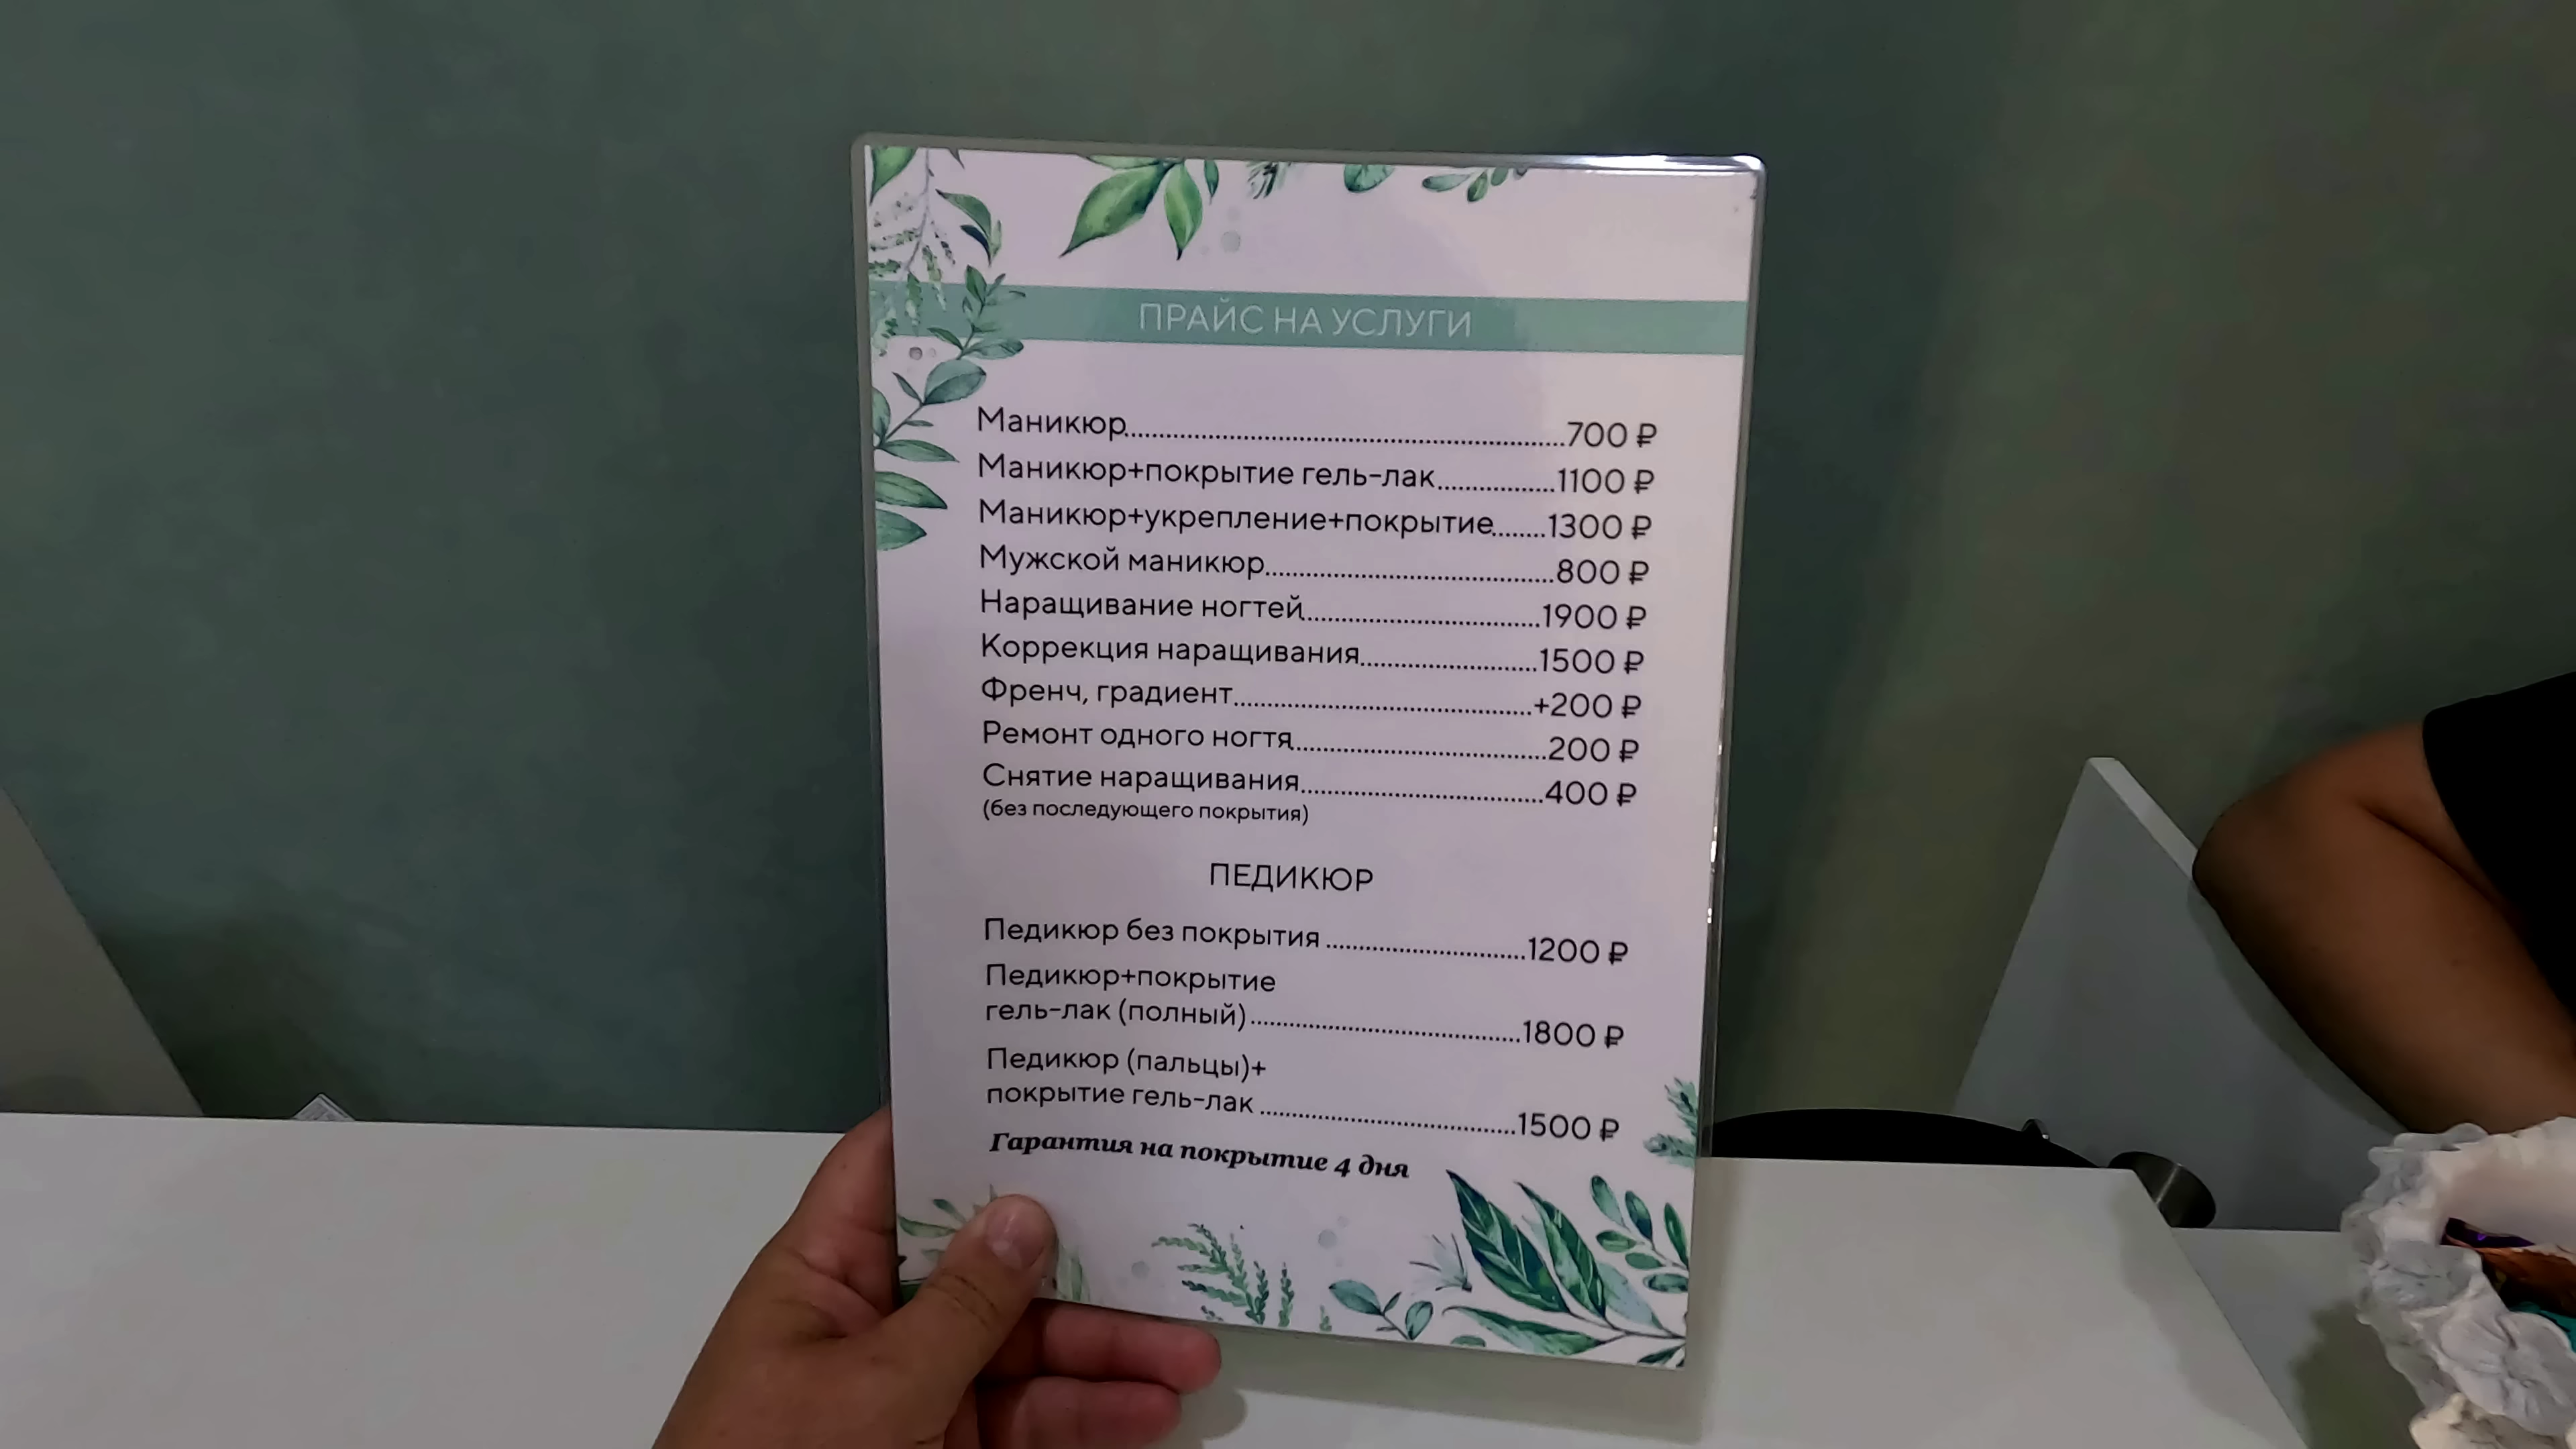 ПРАЙС НА УСЛУГИ
Маникюр........................................................700 ₽
Маникюр+покрытие гель-лак...............1100 ₽
Маникюр+укрепление+покрытие.......1300 ₽
Мужской маникюр.....................................800 ₽
Наращивание ногтей...............................1900 ₽
Коррекция наращивания.......................1500 ₽
Френч, градиент.......................................+200 ₽
Ремонт одного ногтя................................200 ₽
Снятие наращивания...............................400 ₽
(без последующего покрытия)
ПЕДИКЮР
Педикюр без покрытия ..........................1200 ₽
Педикюр+покрытие
гель-лак (полный)...................................1800 ₽
Педикюр (пальцы)+
покрытие гель-лак .................................1500 ₽
Гарантия на покрытие 4 дня